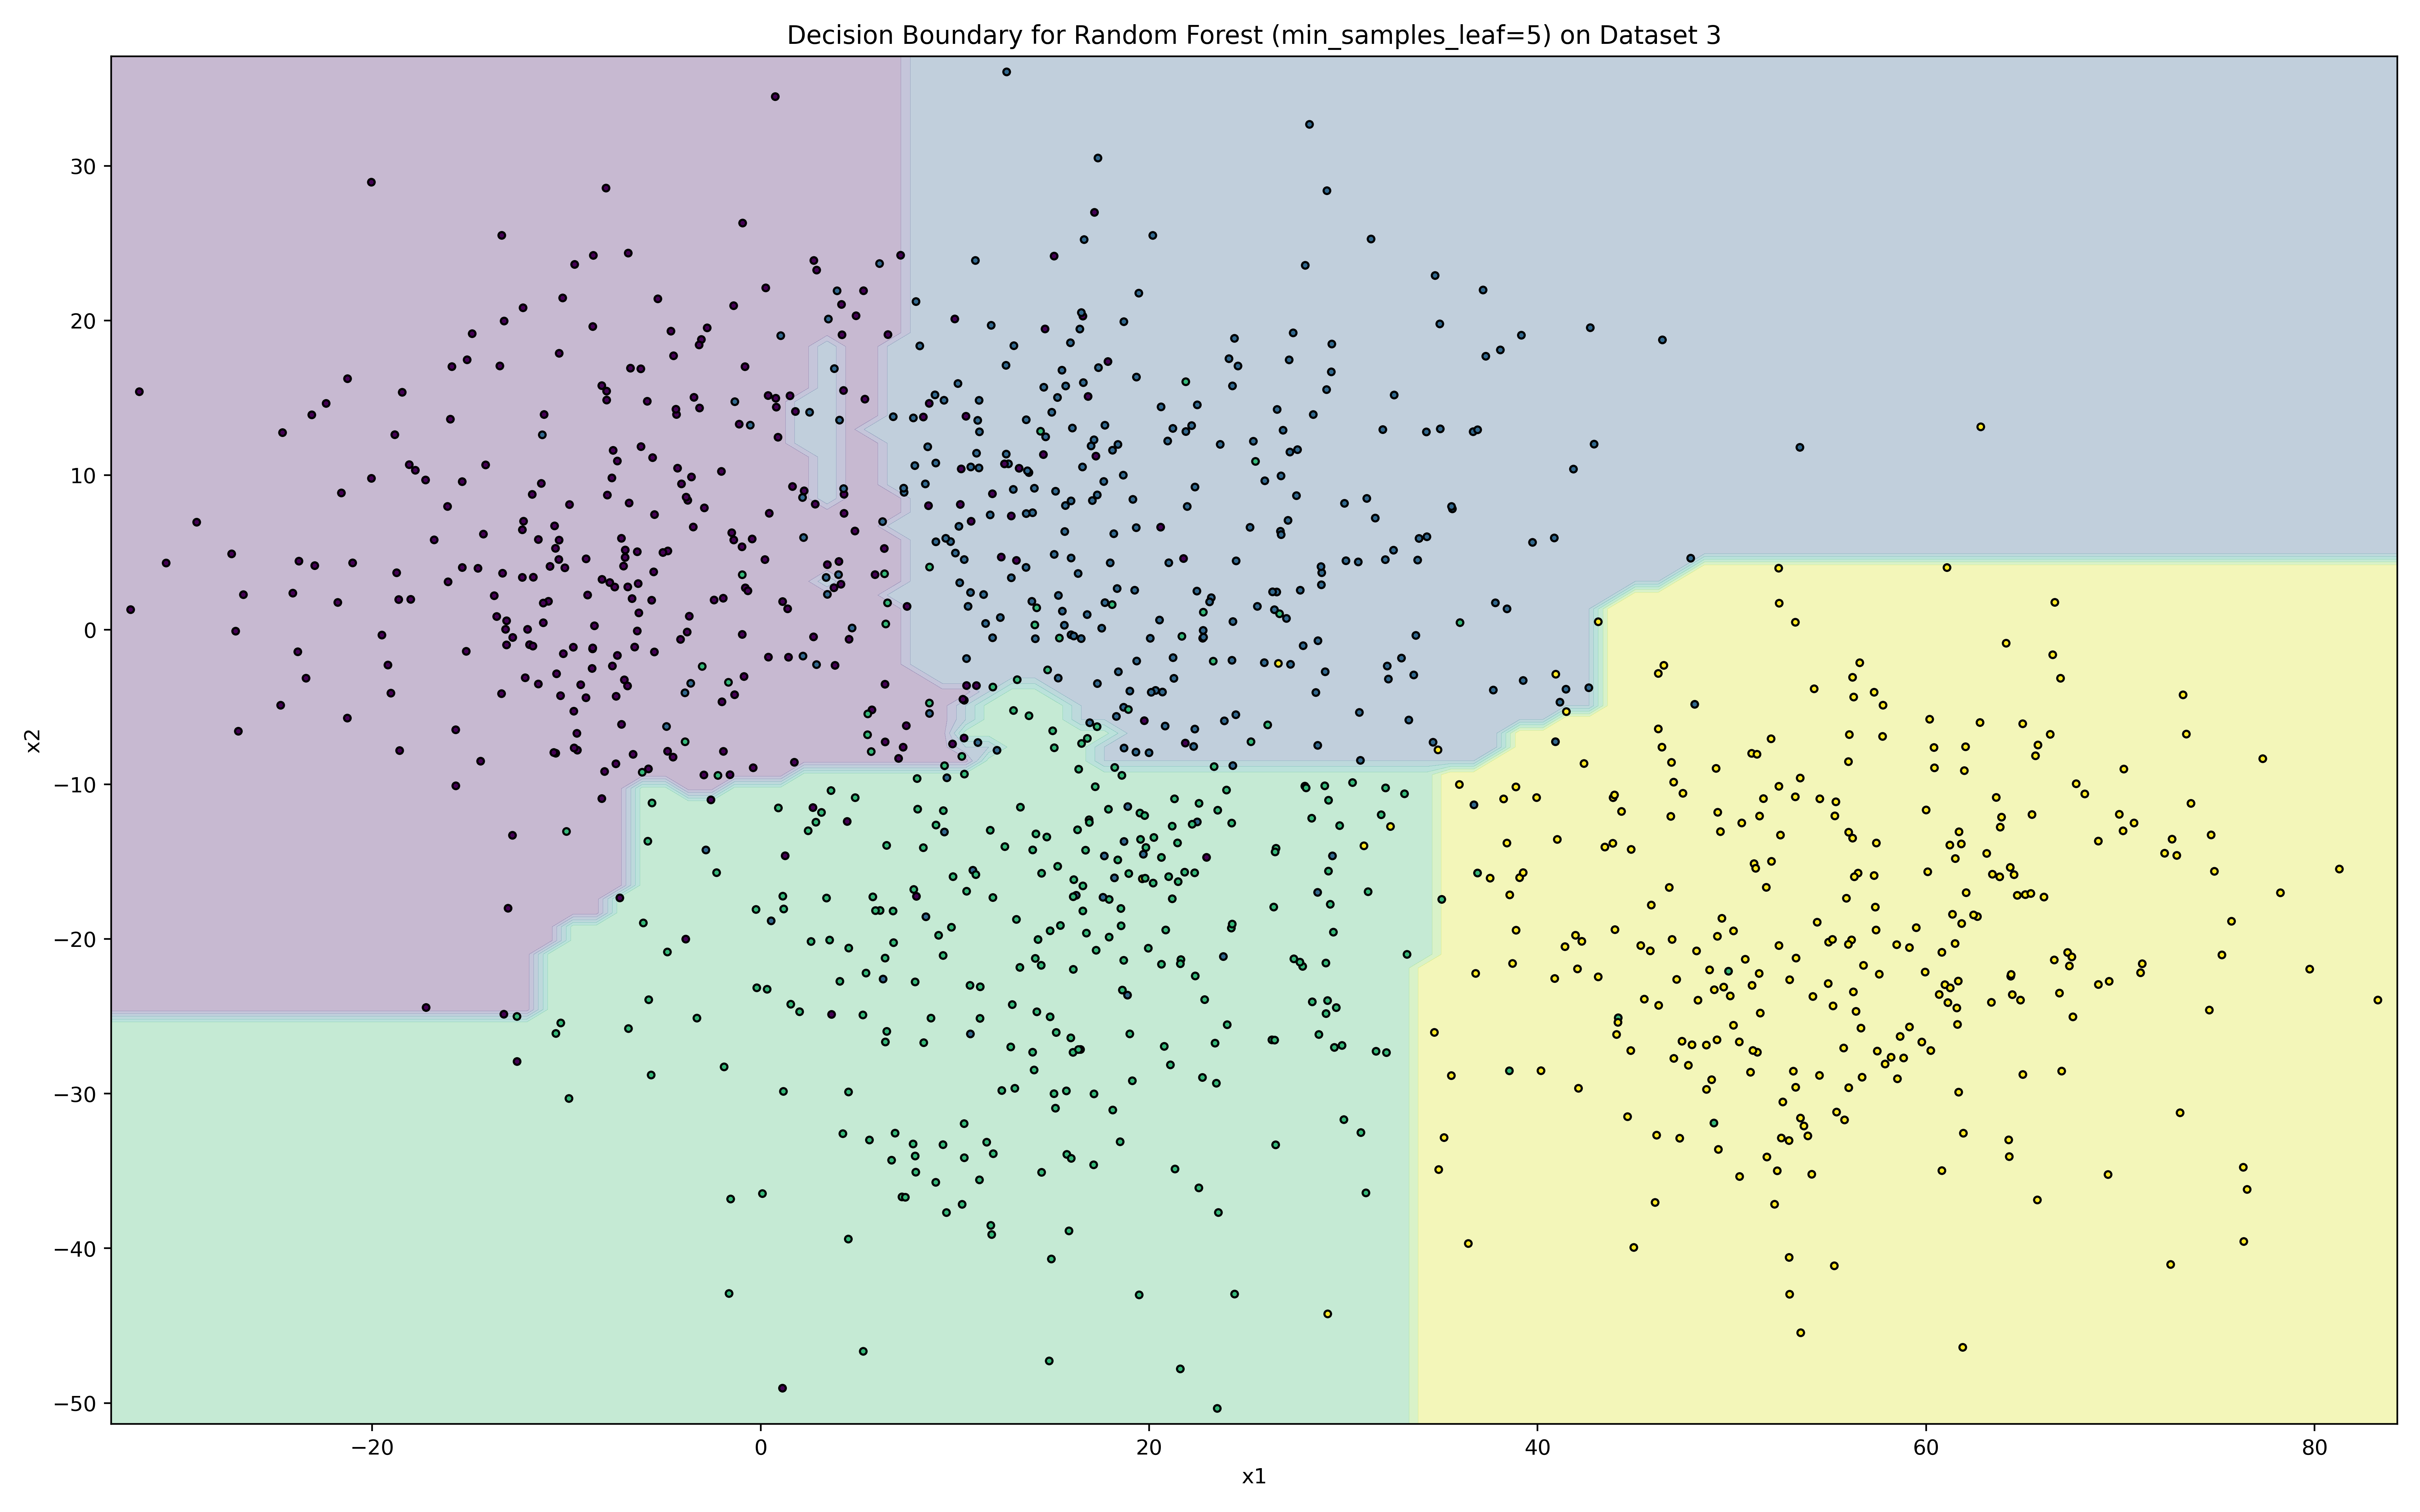 Decision Boundary for Random Forest (min_samples_leaf=5) on Dataset 3
30
20
10
0
−10
−20
−30
−40
−50
x2
−20 0 20 40 60 80
x1